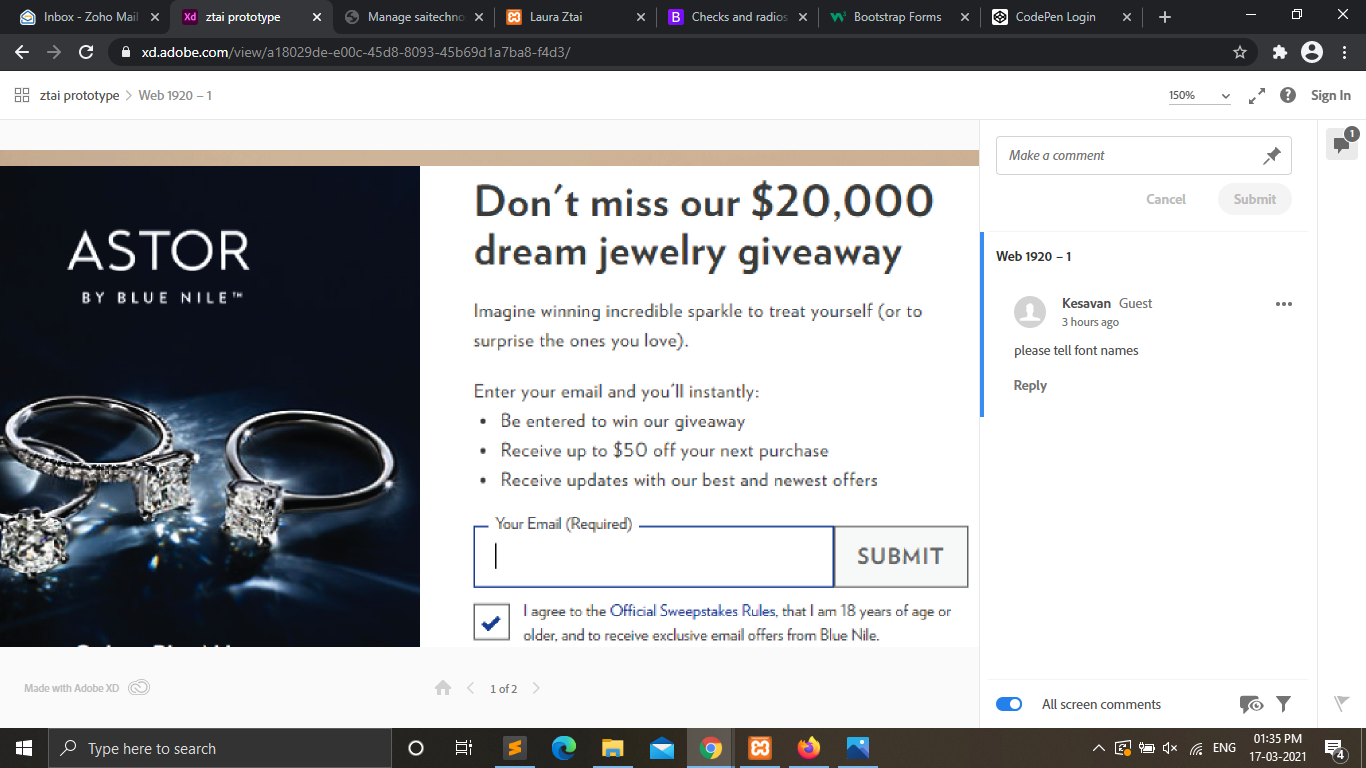 Inbox - Zoho Mail
ztai prototype
Manage saitechno
Laura Ztai
Checks and radios
Bootstrap Forms
CodePen Login
xd.adobe.com/view/a18029de-e00c-45d8-8093-45b69d1a7ba8-f4d3/
ztai prototype > Web 1920 – 1
150%
Sign In
ASTOR
BY BLUE NILE™
Don't miss our $20,000
dream jewelry giveaway
Imagine winning incredible sparkle to treat yourself (or to
surprise the ones you love).
Enter your email and you'll instantly:
• Be entered to win our giveaway
• Receive up to $50 off your next purchase
• Receive updates with our best and newest offers
Your Email (Required)
SUBMIT
I agree to the Official Sweepstakes Rules, that I am 18 years of age or
older, and to receive exclusive email offers from Blue Nile.
Make a comment
1
Cancel
Submit
Web 1920 – 1
Kesavan Guest
3 hours ago
please tell font names
Reply
Made with Adobe XD
1 of 2
All screen comments
Type here to search
ENG
01:35 PM
17-03-2021
4